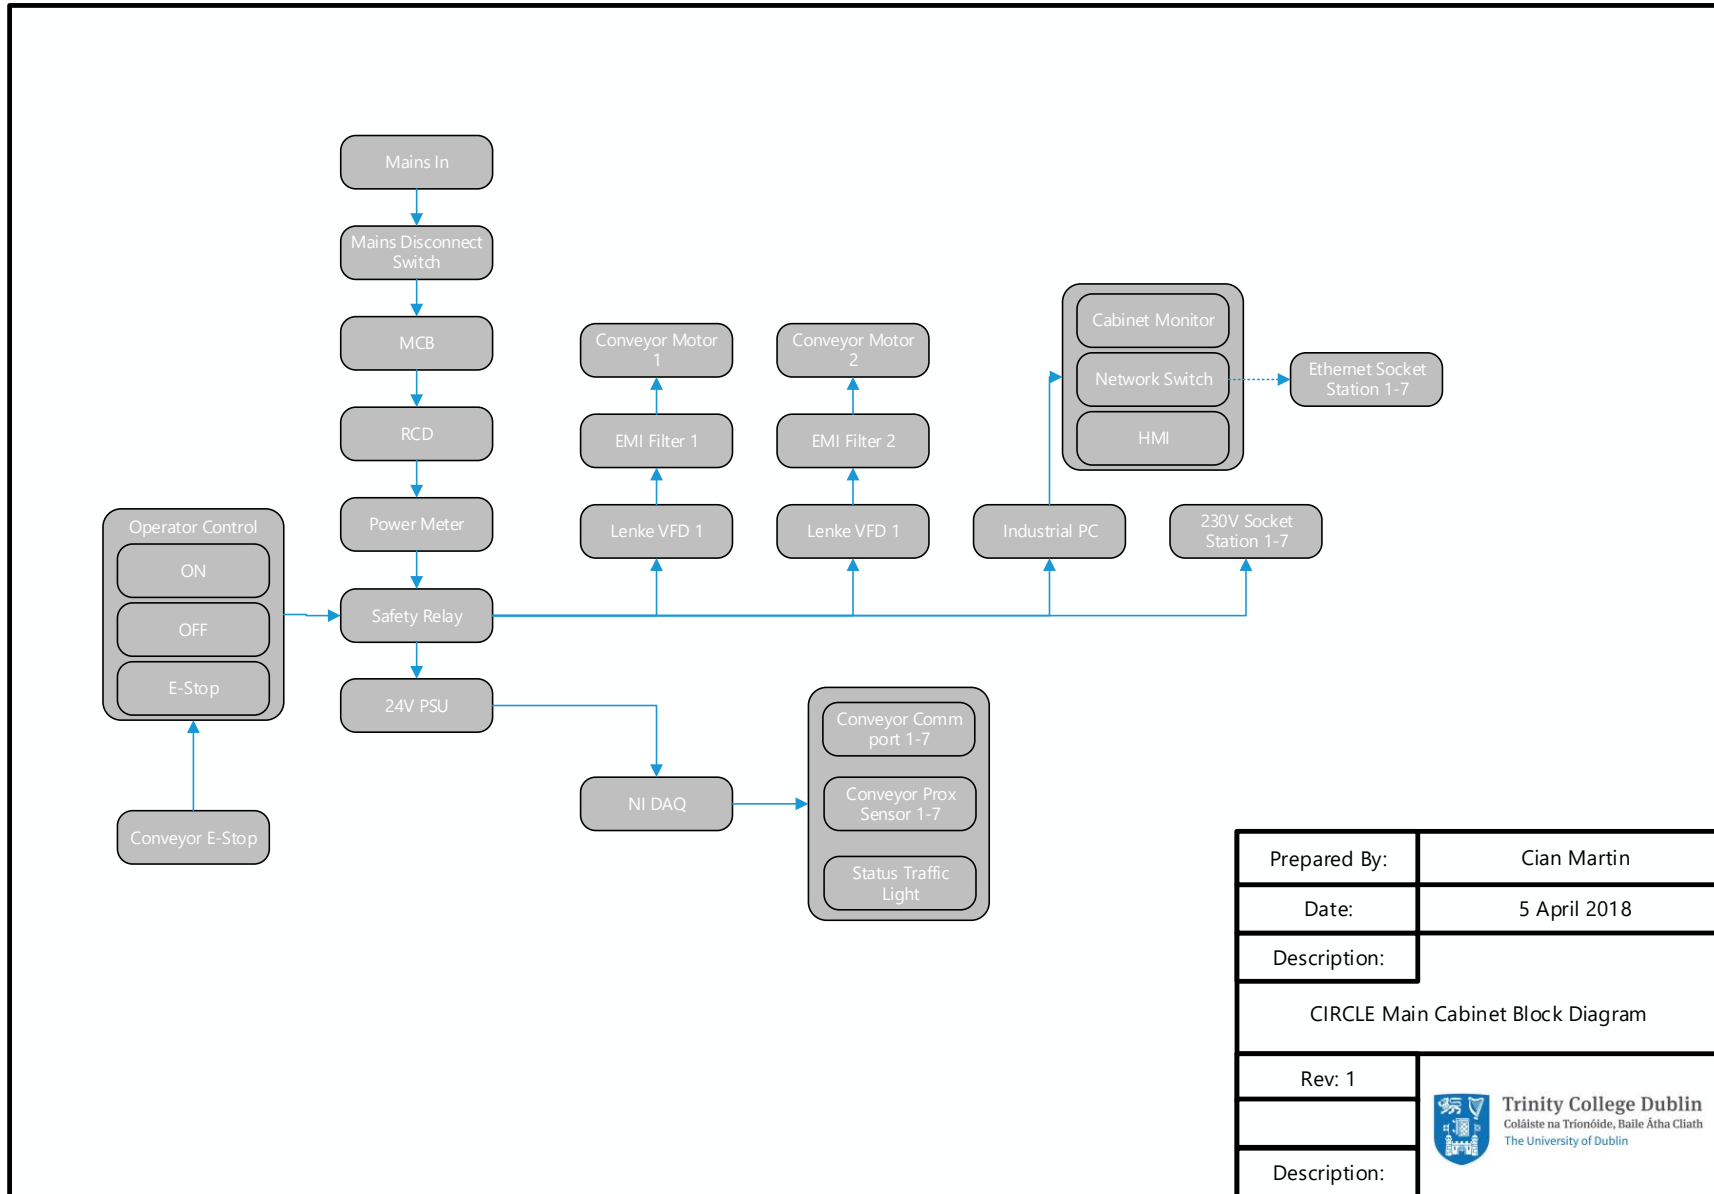 Mains In
Mains Disconnect
Switch
MCB
RCD
Power Meter
Safety Relay
24V PSU
Operator Control
ON
OFF
E-Stop
Conveyor E-Stop
Conveyor Motor
1
EMI Filter 1
Lenke VFD 1
Conveyor Motor
2
EMI Filter 2
Lenke VFD 1
Industrial PC
Cabinet Monitor
Network Switch
HMI
Ethernet Socket
Station 1-7
230V Socket
Station 1-7
NI DAQ
Conveyor Comm
port 1-7
Conveyor Prox
Sensor 1-7
Status Traffic
Light
Prepared By:
Cian Martin
Date:
5 April 2018
Description:
CIRCLE Main Cabinet Block Diagram
Rev: 1
Trinity College Dublin
Coláiste na Tríonóide, Baile Átha Cliath
The University of Dublin
Description: